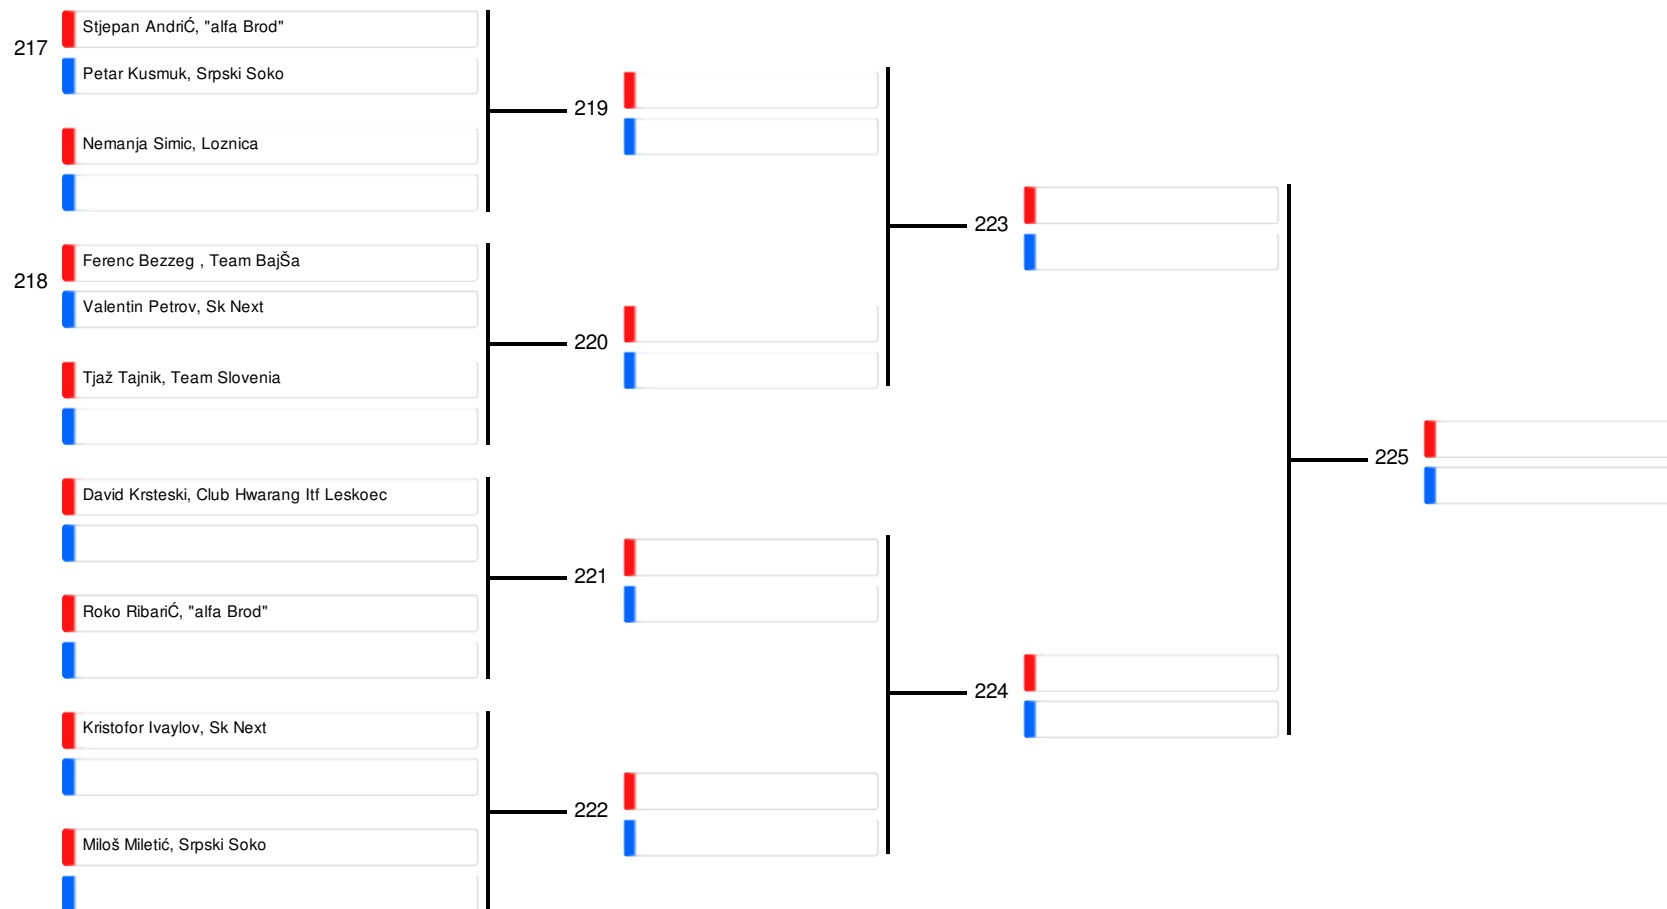 217
Stjepan AndriĆ, "alfa Brod"
Petar Kusmuk, Srpski Soko
Nemanja Simic, Loznica
218
Ferenc Bezzeg , Team BajŠa
Valentin Petrov, Sk Next
Tjaž Tajnik, Team Slovenia
David Krsteski, Club Hwarang Itf Leskoec
Roko RibariĆ, "alfa Brod"
Kristofor Ivaylov, Sk Next
Miloš Miletić, Srpski Soko
219
220
221
222
223
224
225